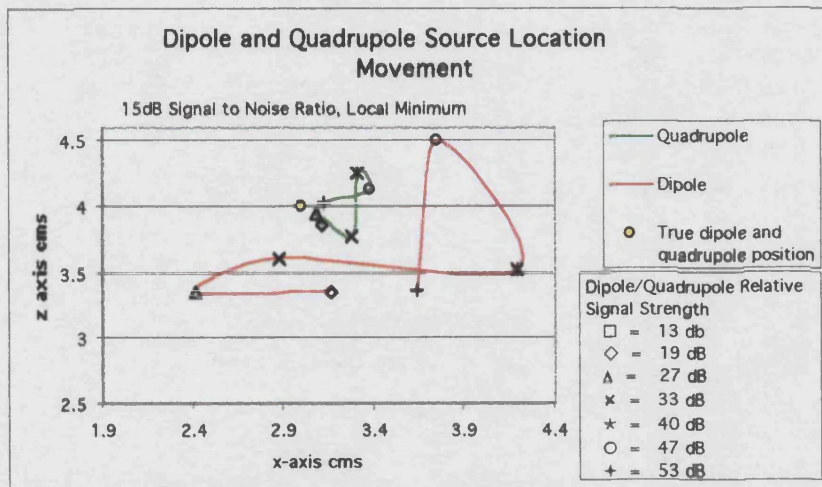 Dipole and Quadrupole Source Location
Movement
15dB Signal to Noise Ratio, Local Minimum
4.5
4
3.5
3
2.5
z axis cms
1.9 2.4 2.9 3.4 3.9 4.4
x-axis cms
Quadrupole
Dipole
True dipole and
quadrupole position
Dipole/Quadrupole Relative
Signal Strength
= 13 db
= 19 dB
= 27 dB
= 33 dB
= 40 dB
= 47 dB
= 53 dB